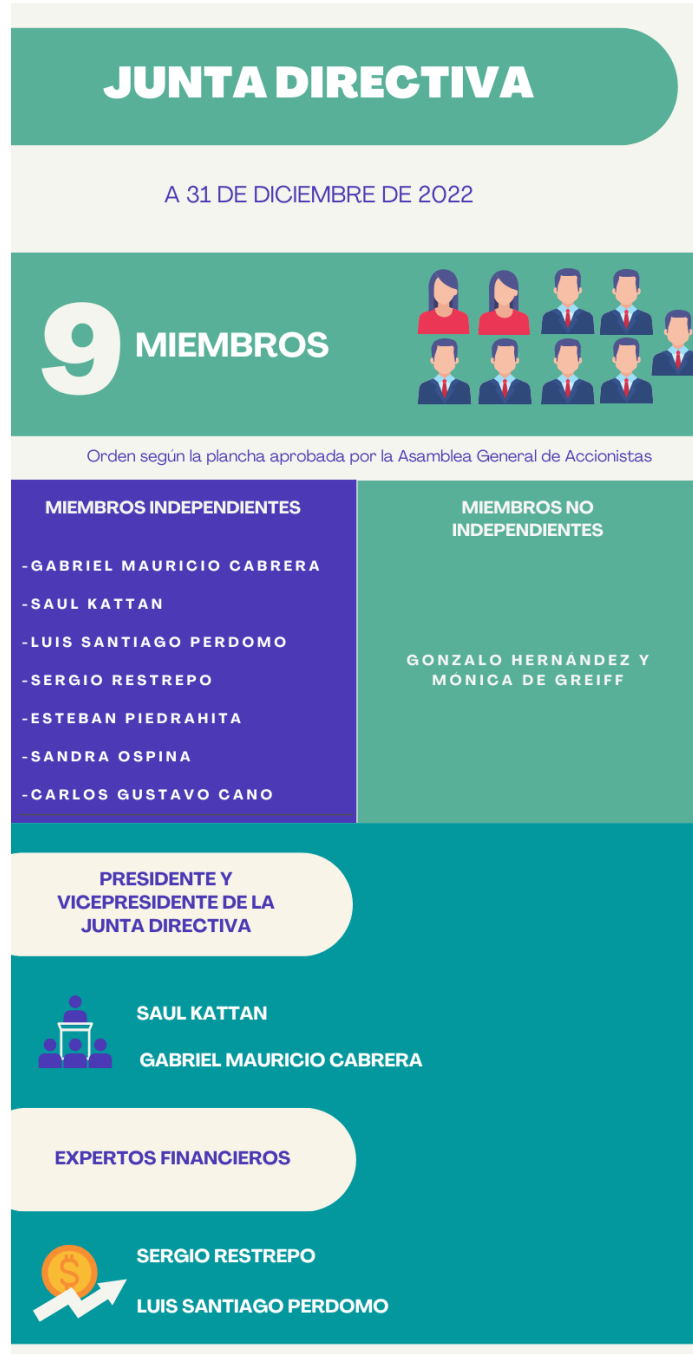 JUNTA DIRECTIVA
A 31 DE DICIEMBRE DE 2022
9 MIEMBROS
Orden según la plancha aprobada por la Asamblea General de Accionistas
MIEMBROS INDEPENDIENTES
-GABRIEL MAURICIO CABRERA
-SAUL KATTAN
-LUIS SANTIAGO PERDOMO
-SERGIO RESTREPO
-ESTEBAN PIEDRAHITA
-SANDRA OSPINA
-CARLOS GUSTAVO CANO
MIEMBROS NO
INDEPENDIENTES
GONZALO HERNÁNDEZ Y
MÓNICA DE GREIFF
PRESIDENTE Y
VICEPRESIDENTE DE LA
JUNTA DIRECTIVA
SAUL KATTAN
GABRIEL MAURICIO CABRERA
EXPERTOS FINANCIEROS
$
SERGIO RESTREPO
LUIS SANTIAGO PERDOMO